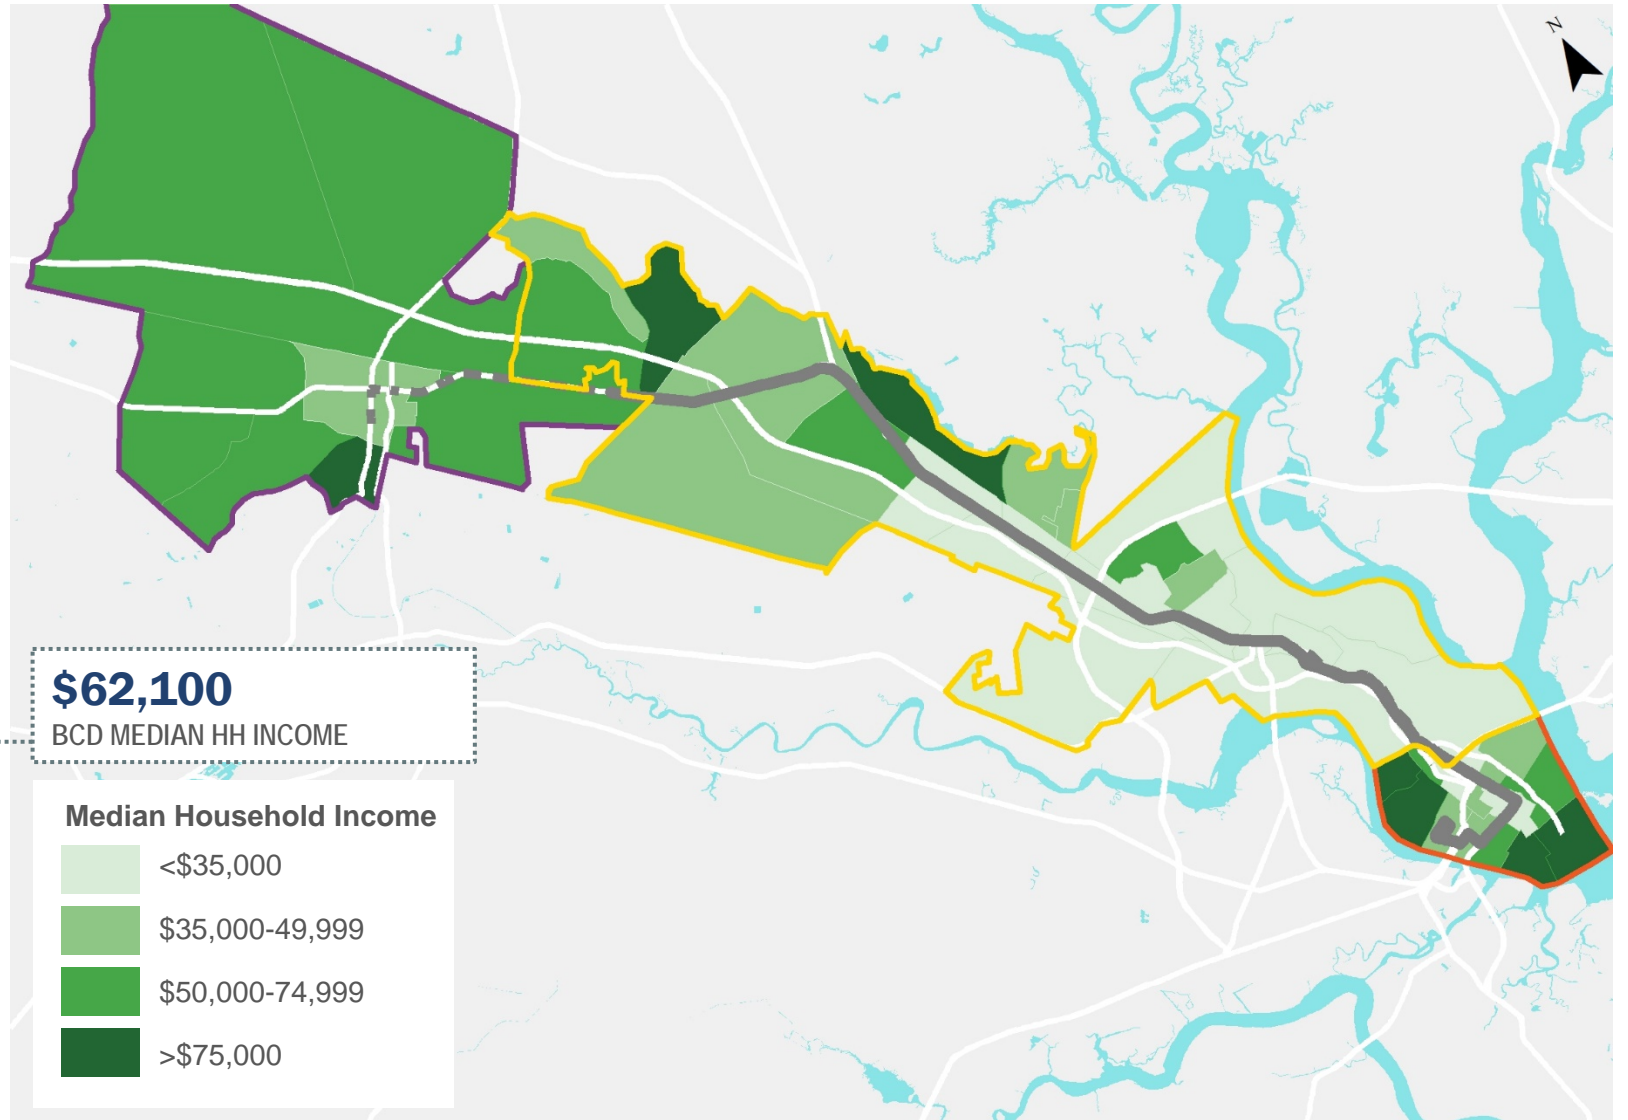 N
$62,100
BCD MEDIAN HH INCOME
Median Household Income
<$35,000
$35,000-49,999
$50,000-74,999
>$75,000